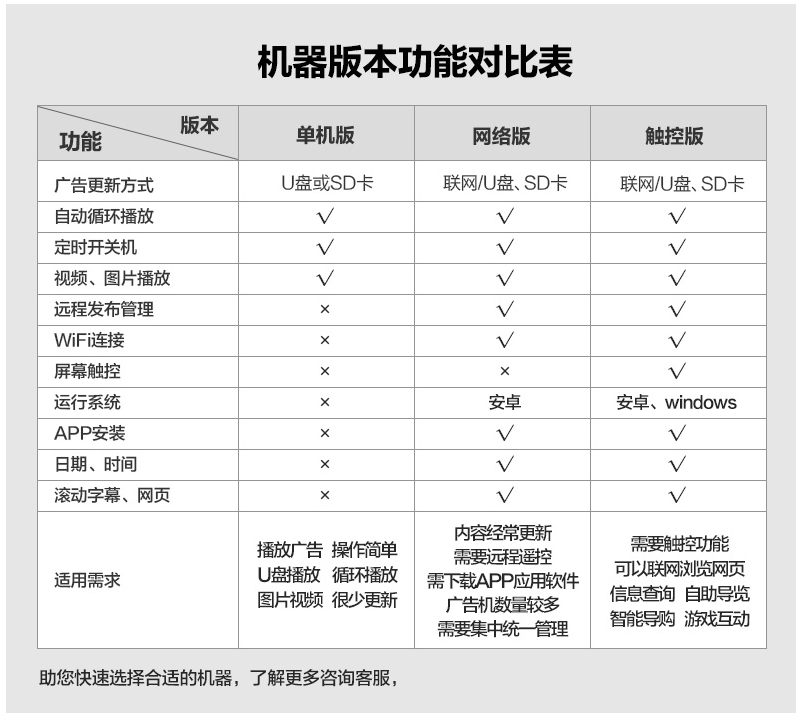 机器版本功能对比表
版本
功能 单机版 网络版 触控版
广告更新方式 U盘或SD卡 联网/U盘、SD卡 联网/U盘、SD卡
自动循环播放 √ √ √
定时开关机 √ √ √
视频、图片播放 √ √ √
远程发布管理 × √ √
WiFi连接 × √ √
屏幕触控 × × √
运行系统 × 安卓 安卓、windows
APP安装 × √ √
日期、时间 × √ √
滚动字幕、网页 × √ √
适用需求
播放广告 操作简单
U盘播放 循环播放
图片视频 很少更新
内容经常更新
需要远程遥控
需下载APP应用软件
广告机数量较多
需要集中统一管理
需要触控功能
可以联网浏览网页
信息查询 自助导览
智能导购 游戏互动
助您快速选择合适的机器，了解更多咨询客服，